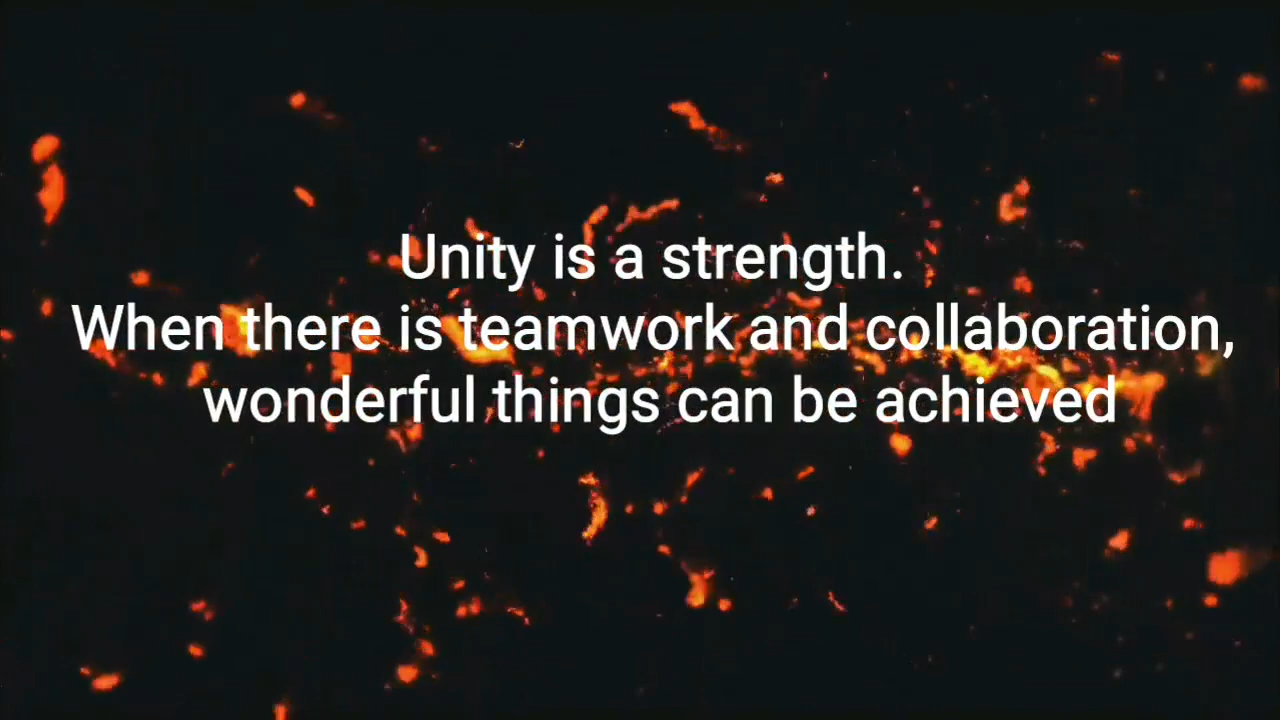 Unity is a strength.
When there is teamwork and collaboration,
wonderful things can be achieved